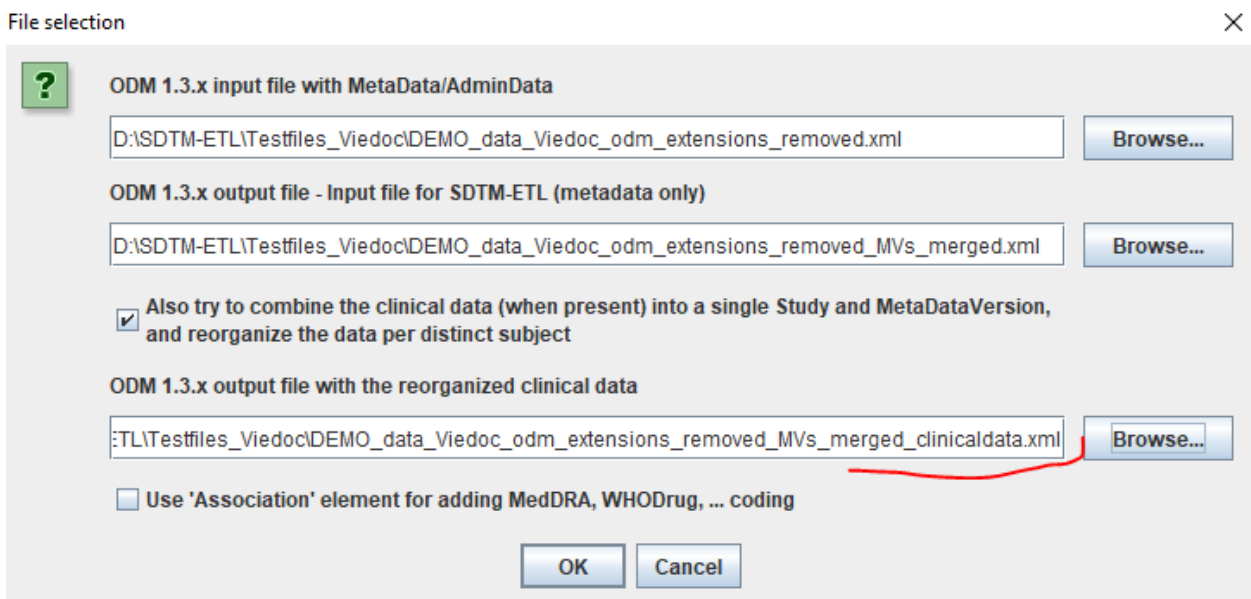 File selection
ODM 1.3.x input file with MetaData/AdminData
D:\SDTM-ETL\Testfiles_Viedoc\DEMO_data_Viedoc_odm_extensions_removed.xml Browse...
ODM 1.3.x output file - Input file for SDTM-ETL (metadata only)
D:\SDTM-ETL\Testfiles_Viedoc\DEMO_data_Viedoc_odm_extensions_removed_MVs_merged.xml Browse...
Also try to combine the clinical data (when present) into a single Study and MetaDataVersion,
and reorganize the data per distinct subject
ODM 1.3.x output file with the reorganized clinical data
ETL\Testfiles_Viedoc\DEMO_data_Viedoc_odm_extensions_removed_MVs_merged_clinicaldata.xml Browse...
Use 'Association' element for adding MedDRA, WHODrug, ... coding
OK Cancel